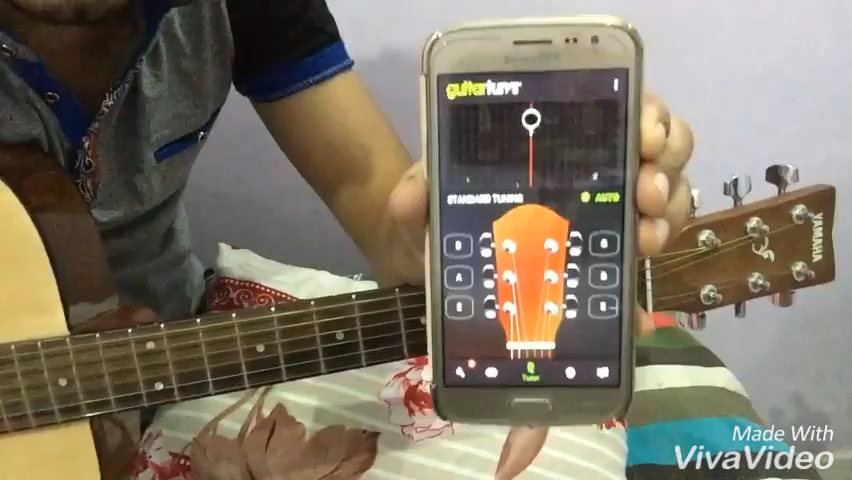 guitartuna
STANDARD TUNING
AUTO
D
G
A
B
E
E
Tuner
YAMAHA
Made With
VivaVideo